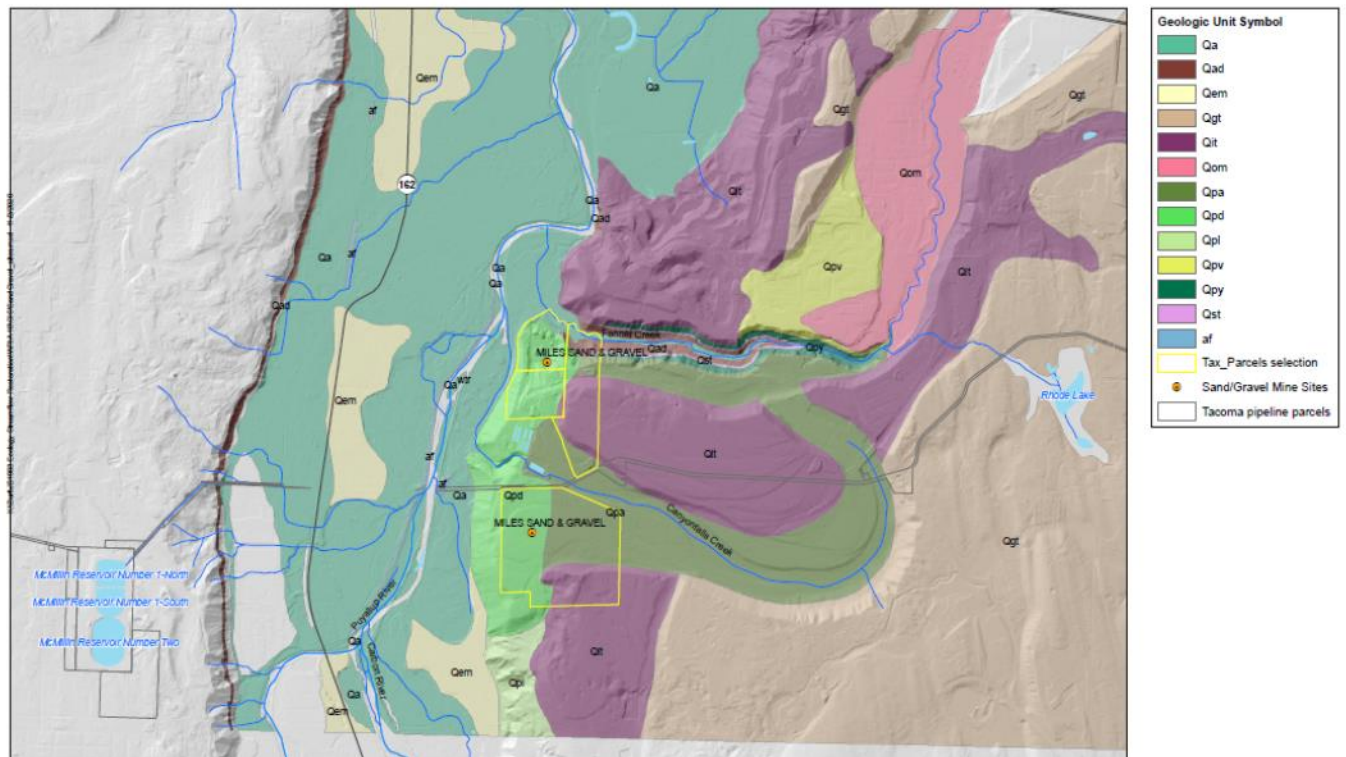 Qem
af
Qa
Qgt
Qgt
162
Qom
Qit
Qa
Qad
Qa
af
Qa
Qa
Qpv
Qit
Qad
Fennel Creek
Qad
Qpy
MILES SAND & GRAVEL
Qst
Qa
wtr
Qem
Rhode Lake
af
Qit
af
Qa
Qpd
Qpa
MILES SAND & GRAVEL
Canyonfalls Creek
Qgt
McMillin Reservoir Number 1-North
McMillin Reservoir Number 1-South
McMillin Reservoir Number Two
Puyallup River
Qa
Carbon River
Qem
Qit
Qpl
Qa
Qem
Geologic Unit Symbol
Qa
Qad
Qem
Qgt
Qit
Qom
Qpa
Qpd
Qpl
Qpv
Qpy
Qst
af
Tax_Parcels selection
Sand/Gravel Mine Sites
Tacoma pipeline parcels